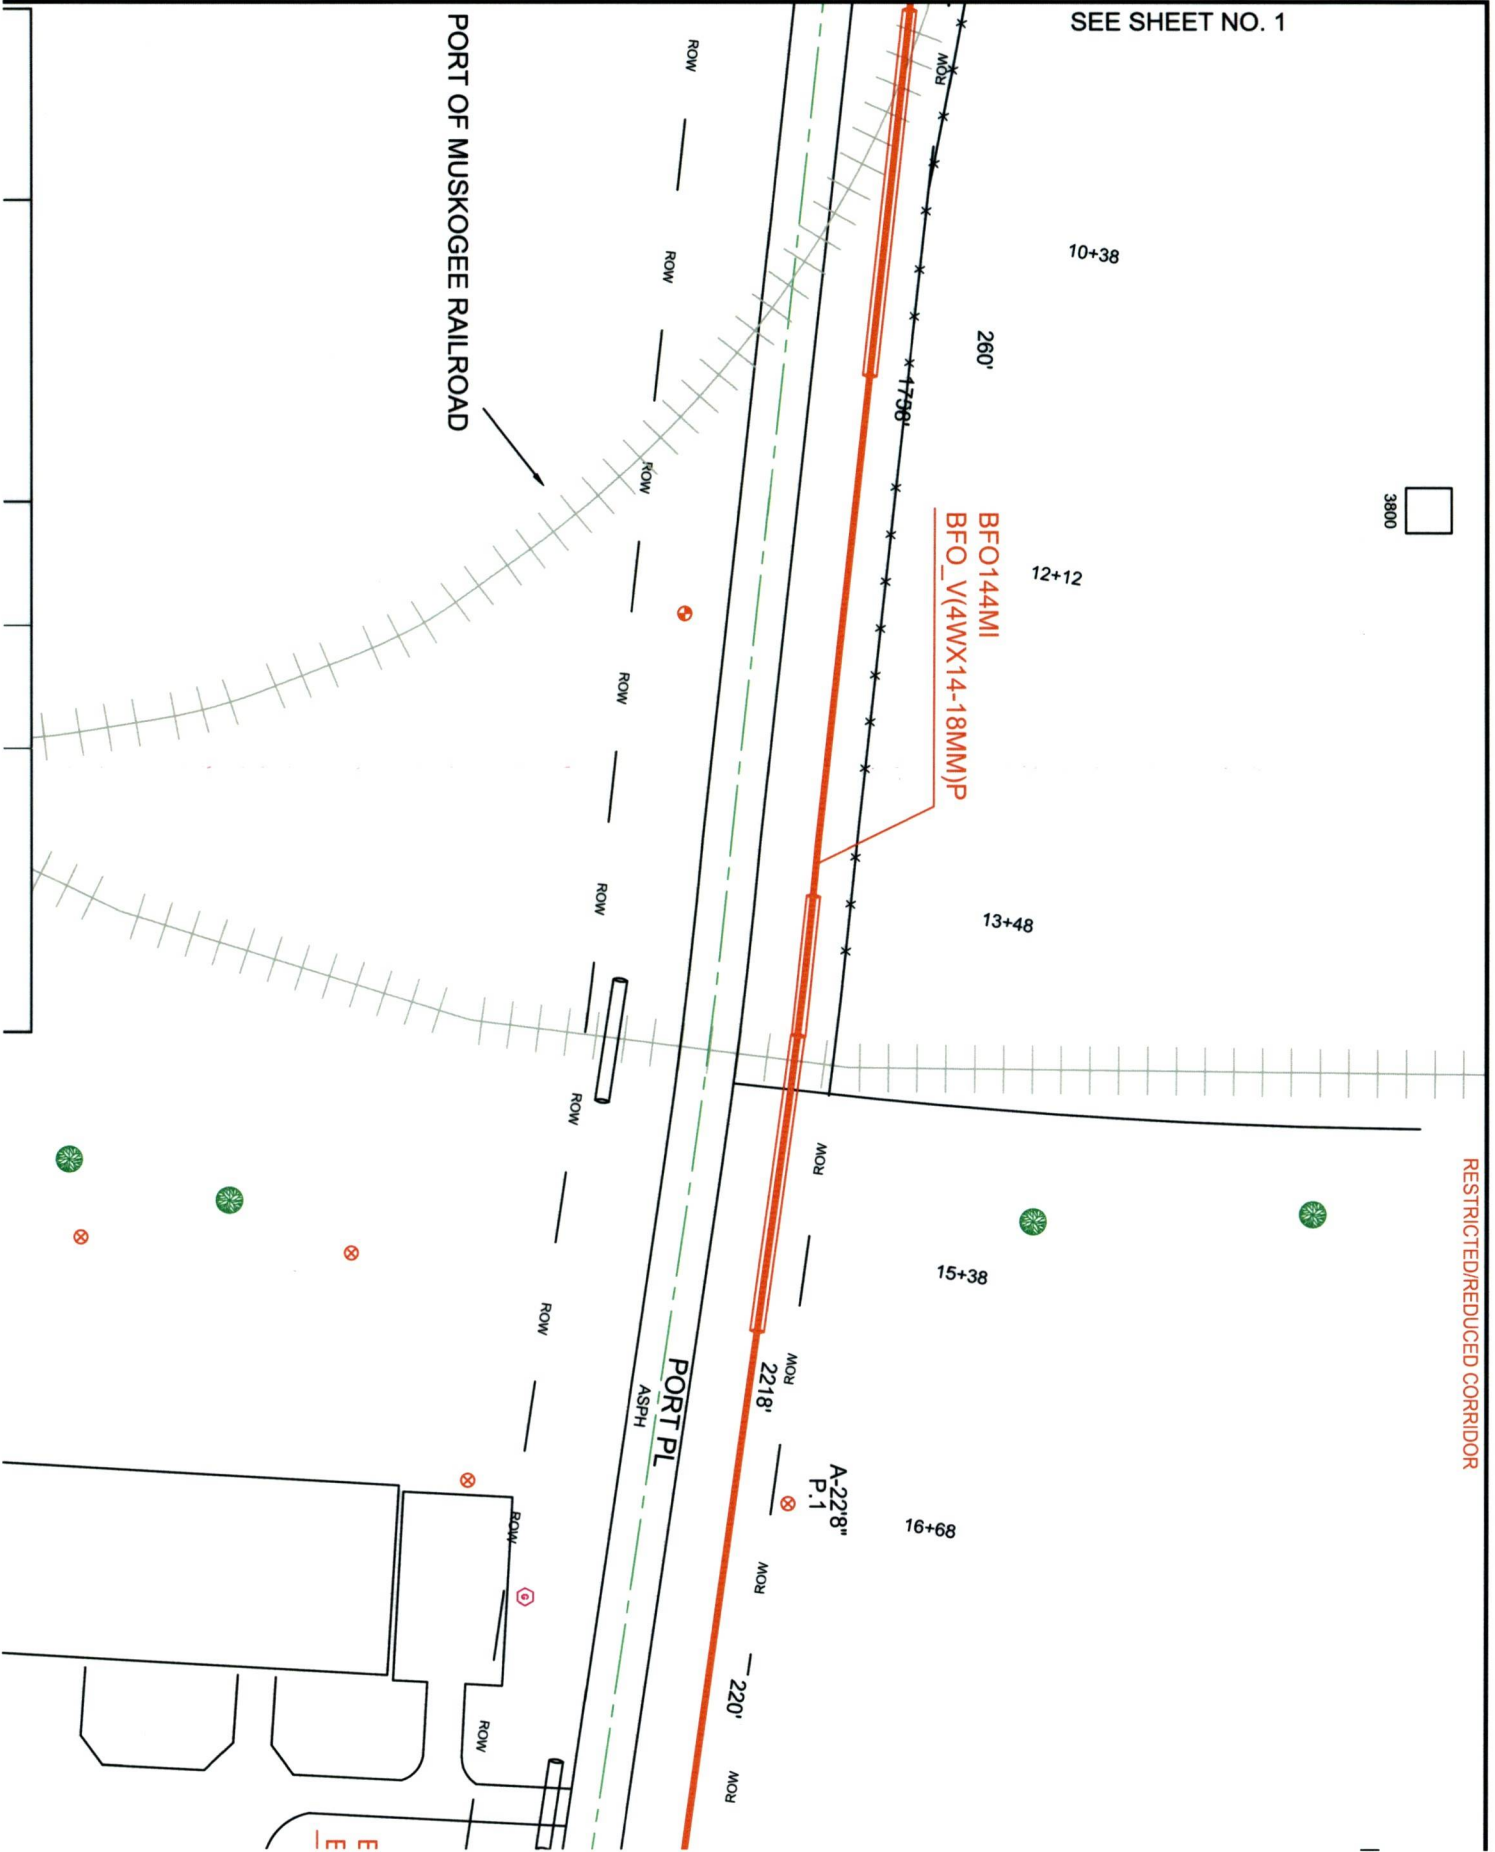 SEE SHEET NO. 1
PORT OF MUSKOGEE RAILROAD
ROW
ROW
10+38
ROW
260'
1758'
ROW
3800
BFO144MI
BFO_V(4WX14-18MM)P
12+12
ROW
ROW
13+48
ROW
ROW
RESTRICTED/REDUCED CORRIDOR
15+38
ROW
ROW
2218'
PORT PL
ASPH
A-22'8"
P.1
16+68
ROW
ROW
G
220'
ROW
ROW
E
E